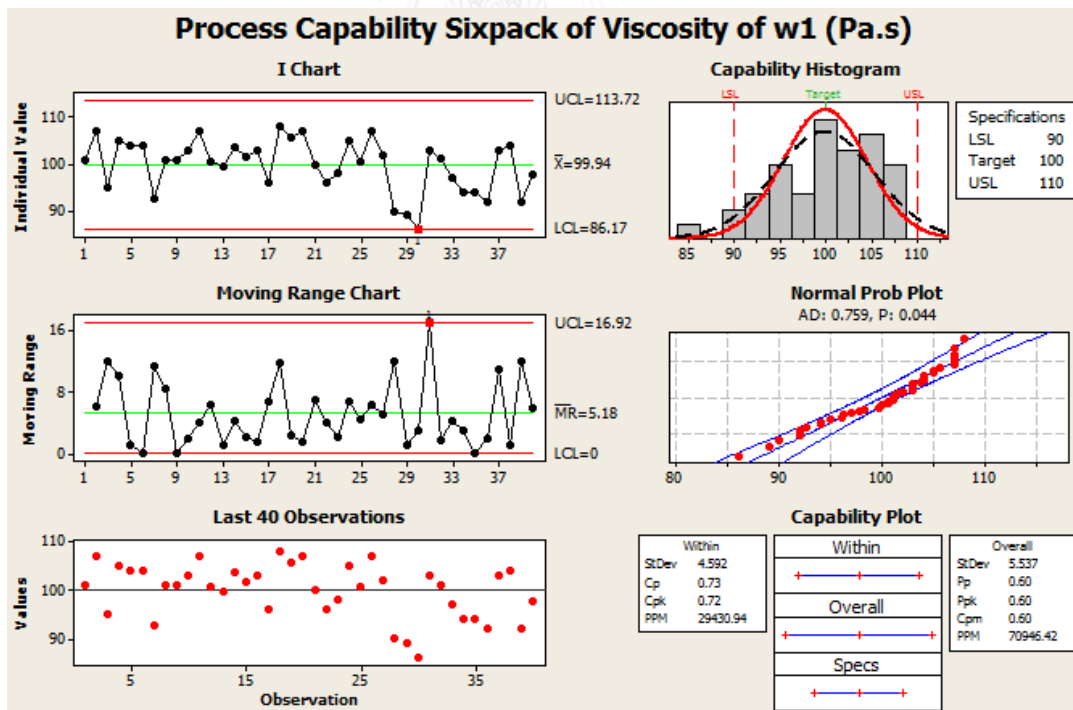 Process Capability Sixpack of Viscosity of w1 (Pa.s)
I Chart
Individual Value
110
100
90
UCL=113.72
X̅=99.94
LCL=86.17
1
1 5 9 13 17 21 25 29 33 37
Moving Range Chart
Moving Range
16
8
0
1
UCL=16.92
M̅R̅=5.18
LCL=0
1 5 9 13 17 21 25 29 33 37
Last 40 Observations
Values
110
100
90
5 15 25 35
Observation
Capability Histogram
LSL Target USL
85 90 95 100 105 110
Specifications
LSL 90
Target 100
USL 110
Normal Prob Plot
AD: 0.759, P: 0.044
80 90 100 110
Capability Plot
Within
StDev 4.592
Cp 0.73
Cpk 0.72
PPM 29430.94
Within
Overall
Specs
Overall
StDev 5.537
Pp 0.60
Ppk 0.60
Cpm 0.60
PPM 70946.42